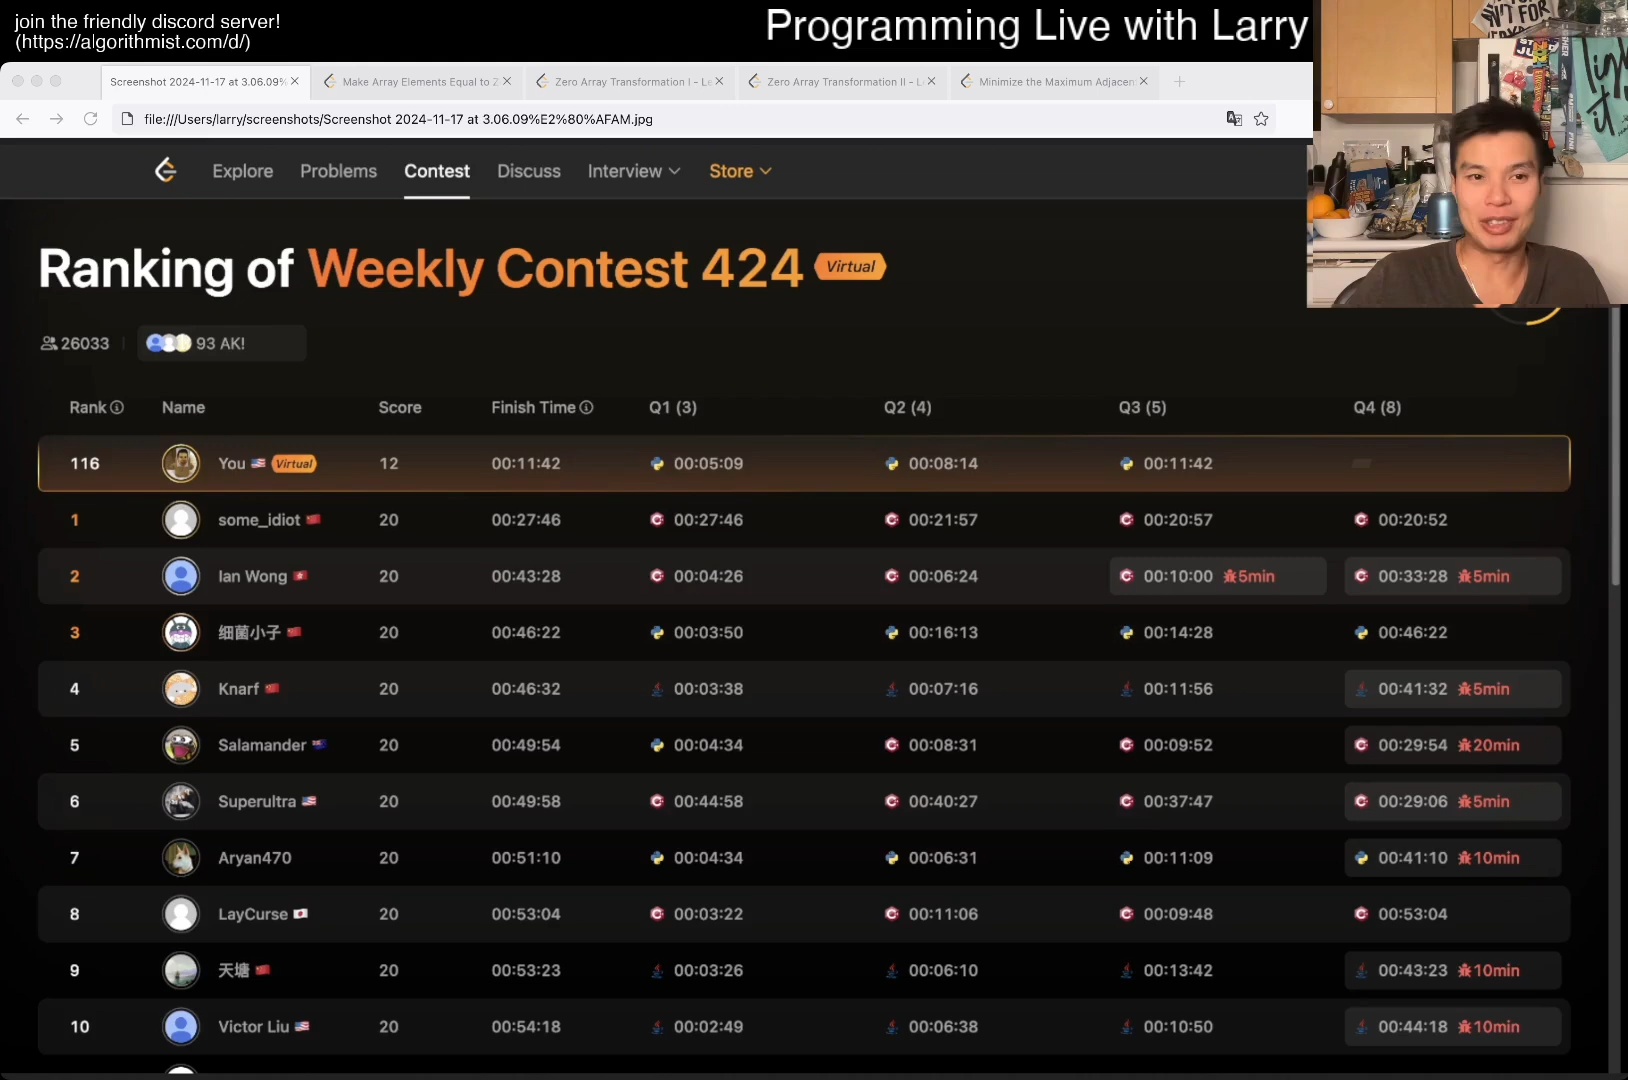 join the friendly discord server!
(https://algorithmist.com/d/)
Programming Live with Larry
Screenshot 2024-11-17 at 3.06.09%
Make Array Elements Equal to Z
Zero Array Transformation I - Le
Zero Array Transformation II - L
Minimize the Maximum Adjacen
file:///Users/larry/screenshots/Screenshot 2024-11-17 at 3.06.09%E2%80%AFAM.jpg
Explore Problems Contest Discuss Interview Store
Ranking of Weekly Contest 424 Virtual
26033 93 AK!
Rank Name Score Finish Time Q1 (3) Q2 (4) Q3 (5) Q4 (8)
116 You Virtual 12 00:11:42 00:05:09 00:08:14 00:11:42
1 some_idiot 20 00:27:46 00:27:46 00:21:57 00:20:57 00:20:52
2 Ian Wong 20 00:43:28 00:04:26 00:06:24 00:10:00 5min 00:33:28 5min
3 细菌小子 20 00:46:22 00:03:50 00:16:13 00:14:28 00:46:22
4 Knarf 20 00:46:32 00:03:38 00:07:16 00:11:56 00:41:32 5min
5 Salamander 20 00:49:54 00:04:34 00:08:31 00:09:52 00:29:54 20min
6 Superultra 20 00:49:58 00:44:58 00:40:27 00:37:47 00:29:06 5min
7 Aryan470 20 00:51:10 00:04:34 00:06:31 00:11:09 00:41:10 10min
8 LayCurse 20 00:53:04 00:03:22 00:11:06 00:09:48 00:53:04
9 天塘 20 00:53:23 00:03:26 00:06:10 00:13:42 00:43:23 10min
10 Victor Liu 20 00:54:18 00:02:49 00:06:38 00:10:50 00:44:18 10min